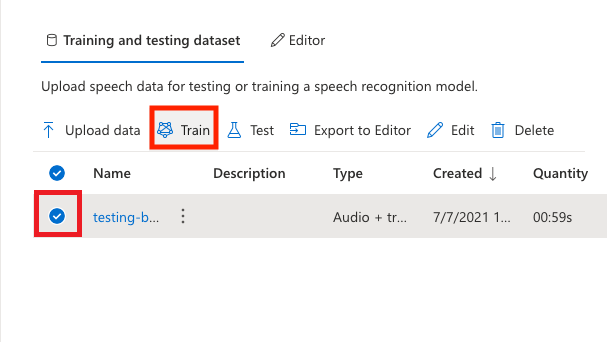 Training and testing dataset Editor
Upload speech data for testing or training a speech recognition model.
Upload data Train Test Export to Editor Edit Delete
Name Description Type Created ↓ Quantity
testing-b... Audio + tr... 7/7/2021 1... 00:59s